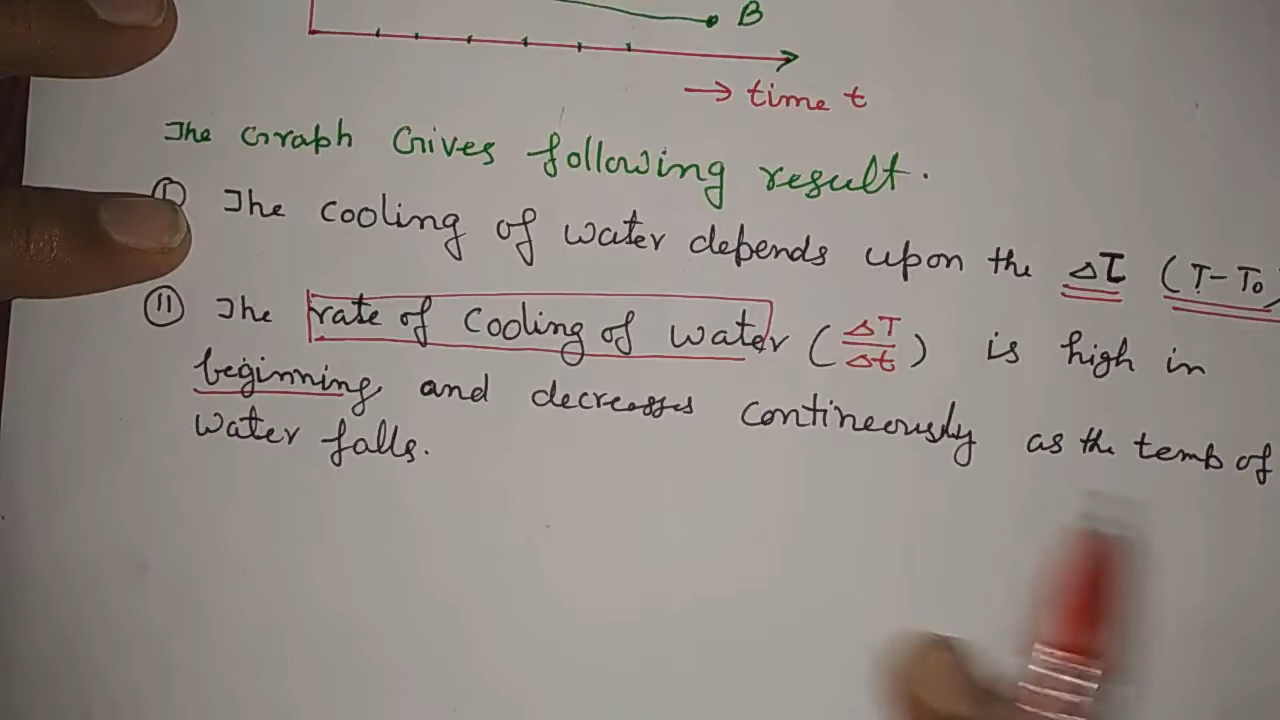 B
→ time t
The Graph Gives following result.
(I) The cooling of water depends upon the ΔT (T-T₀)
(II) The rate of cooling of water (ΔT/Δt) is high in
beginning and decreases contineously as the temp of
water falls.